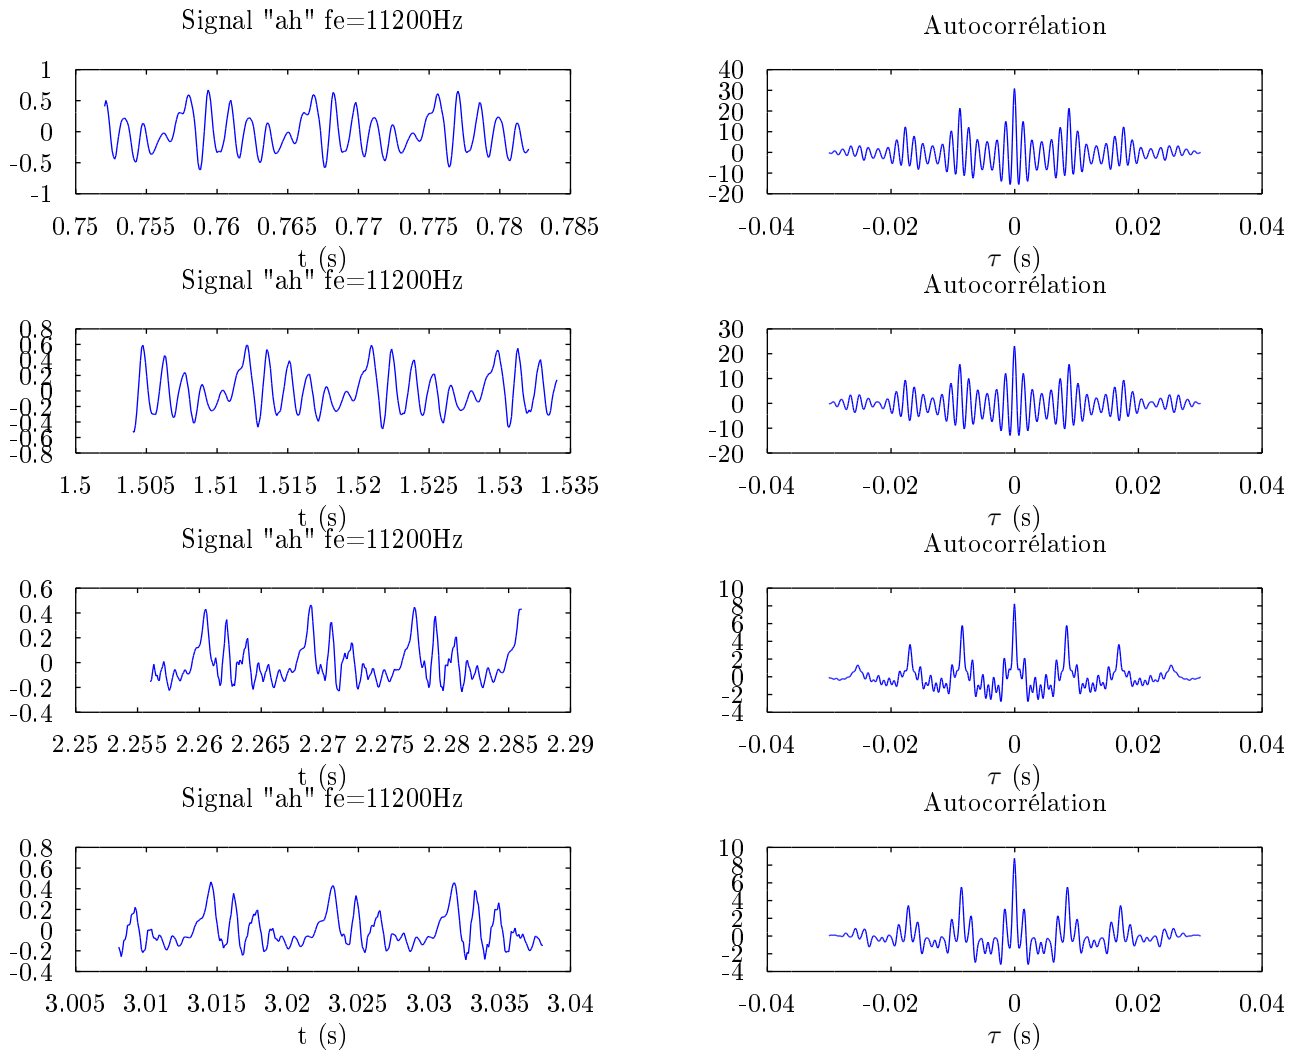 Signal "ah" fe=11200Hz
1
0.5
0
-0.5
-1
0.75 0.755 0.76 0.765 0.77 0.775 0.78 0.785
t (s)
Autocorrélation
40
30
20
10
0
-10
-20
-0.04 -0.02 0 0.02 0.04
τ (s)
Signal "ah" fe=11200Hz
0.8
0.6
0.4
0.2
0
-0.2
-0.4
-0.6
-0.8
1.5 1.505 1.51 1.515 1.52 1.525 1.53 1.535
t (s)
Autocorrélation
30
20
10
0
-10
-20
-0.04 -0.02 0 0.02 0.04
τ (s)
Signal "ah" fe=11200Hz
0.6
0.4
0.2
0
-0.2
-0.4
2.25 2.255 2.26 2.265 2.27 2.275 2.28 2.285 2.29
t (s)
Autocorrélation
10
8
6
4
2
0
-2
-4
-0.04 -0.02 0 0.02 0.04
τ (s)
Signal "ah" fe=11200Hz
0.8
0.6
0.4
0.2
0
-0.2
-0.4
3.005 3.01 3.015 3.02 3.025 3.03 3.035 3.04
t (s)
Autocorrélation
10
8
6
4
2
0
-2
-4
-0.04 -0.02 0 0.02 0.04
τ (s)